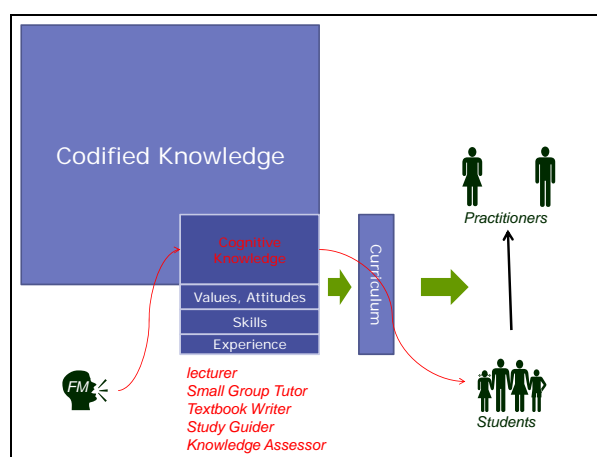 Codified Knowledge
Cognitive
Knowledge
Values, Attitudes
Skills
Experience
Curriculum
Practitioners
FM
lecturer
Small Group Tutor
Textbook Writer
Study Guider
Knowledge Assessor
Students